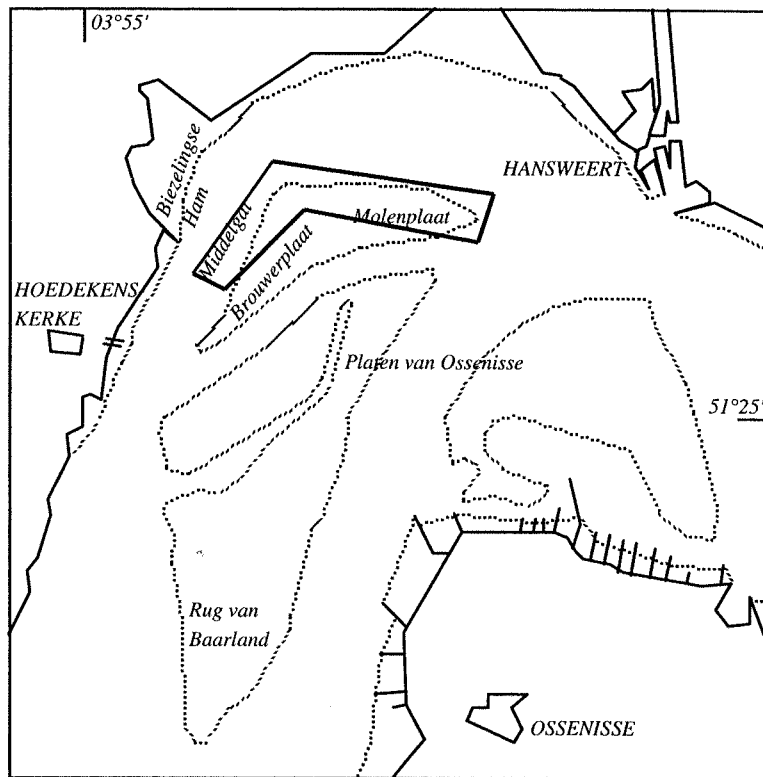 03°55'
Biezelingse
Ham
HANSWEERT
Middelgat
Molenplaat
Brouwerplaat
HOEDEKENS
KERKE
Platen van Ossenisse
51°25'
Rug van
Baarland
OSSENISSE